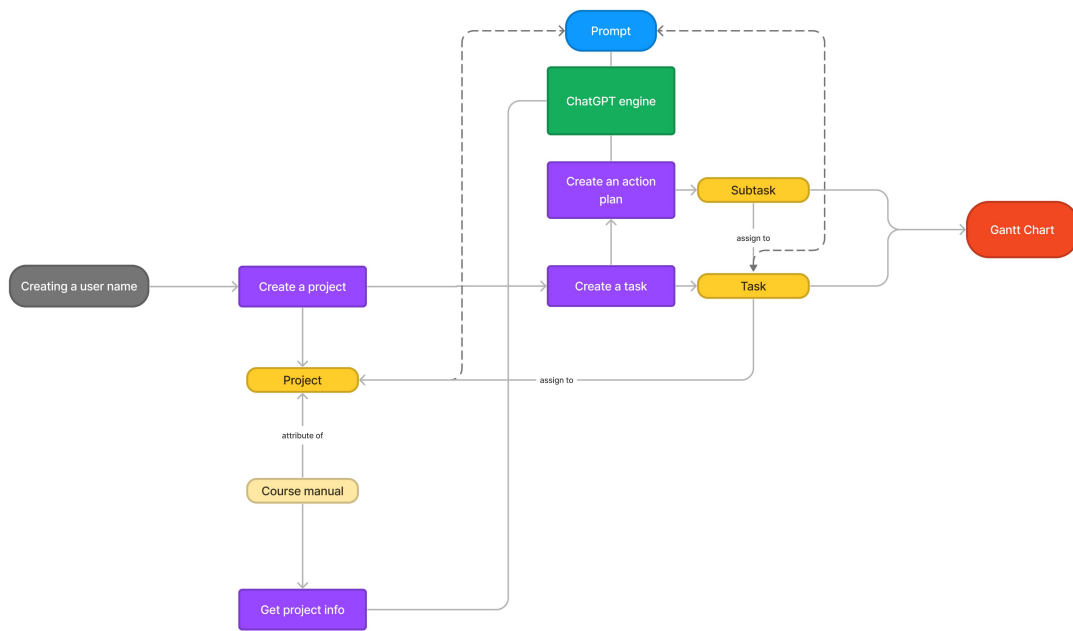 Prompt
ChatGPT engine
Create an action
plan
Subtask
assign to
Gantt Chart
Creating a user name
Create a project
Create a task
Task
Project
assign to
attribute of
Course manual
Get project info